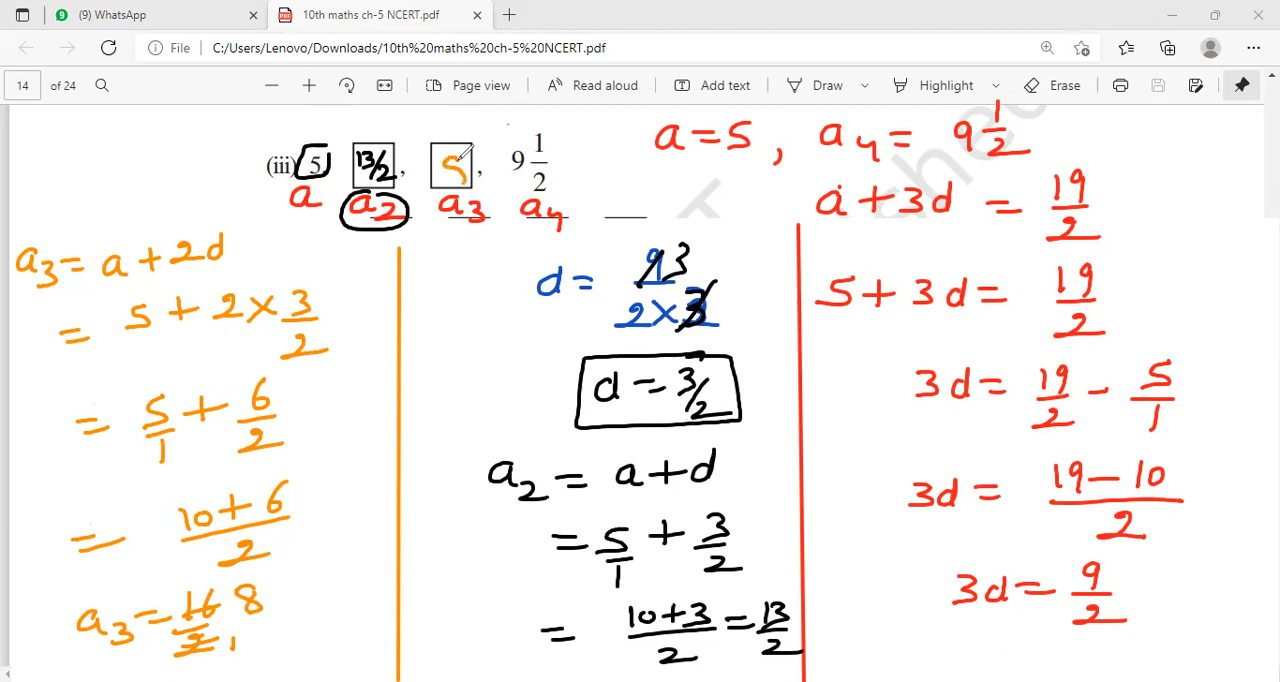 (9) WhatsApp
10th maths ch-5 NCERT.pdf
File C:/Users/Lenovo/Downloads/10th%20maths%20ch-5%20NCERT.pdf
14 of 24 Page view Read aloud Add text Draw Highlight Erase
(iii) 5, 13/2, , 9 1/2
a a2 a3 a4
a = 5 , a4 = 9 1/2
a + 3d = 19/2
5 + 3d = 19/2
3d = 19/2 - 5/1
3d = (19 - 10)/2
3d = 9/2
d = 9 3/2 × 3
d = 3/2
a2 = a + d
= 5/1 + 3/2
= (10+3)/2 = 13/2
a3 = a + 2d
= 5 + 2 × 3/2
= 5/1 + 6/2
= (10 + 6)/2
a3 = 16/2 8 1